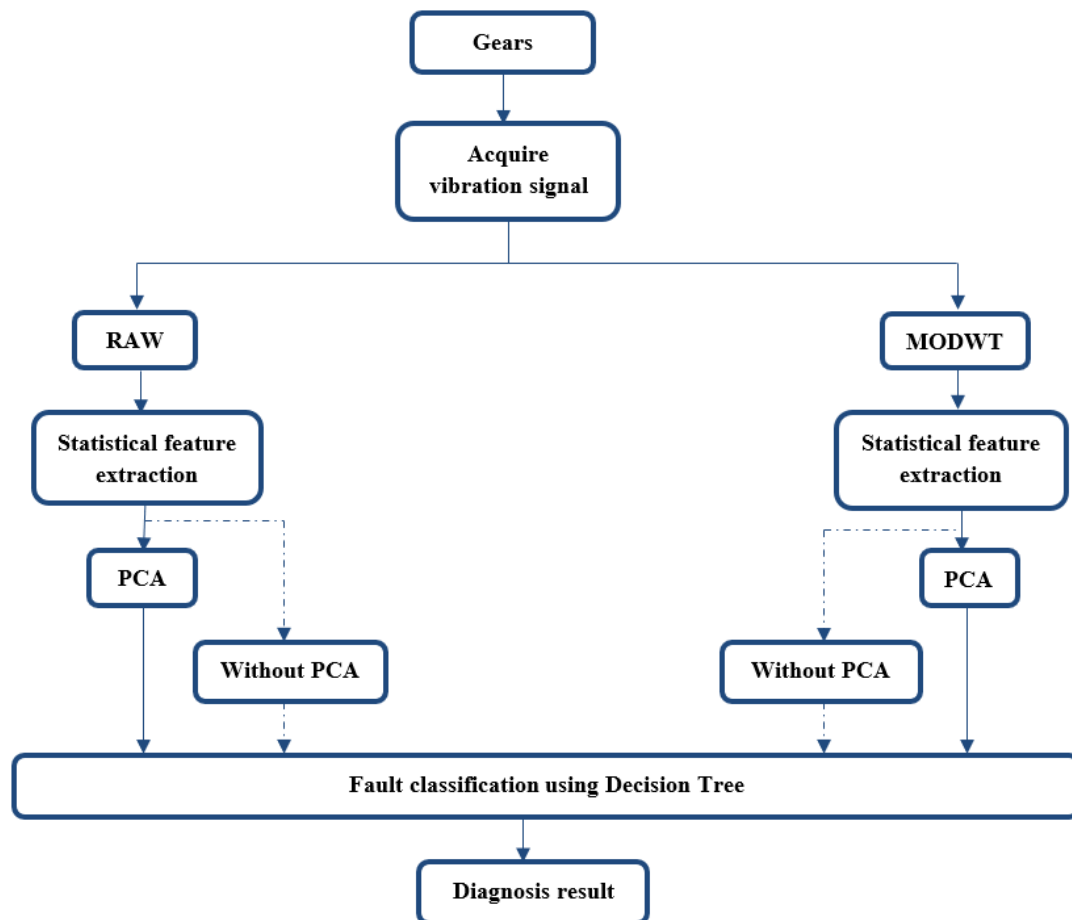 Gears
Acquire
vibration signal
RAW
MODWT
Statistical feature
extraction
Statistical feature
extraction
PCA
PCA
Without PCA
Without PCA
Fault classification using Decision Tree
Diagnosis result